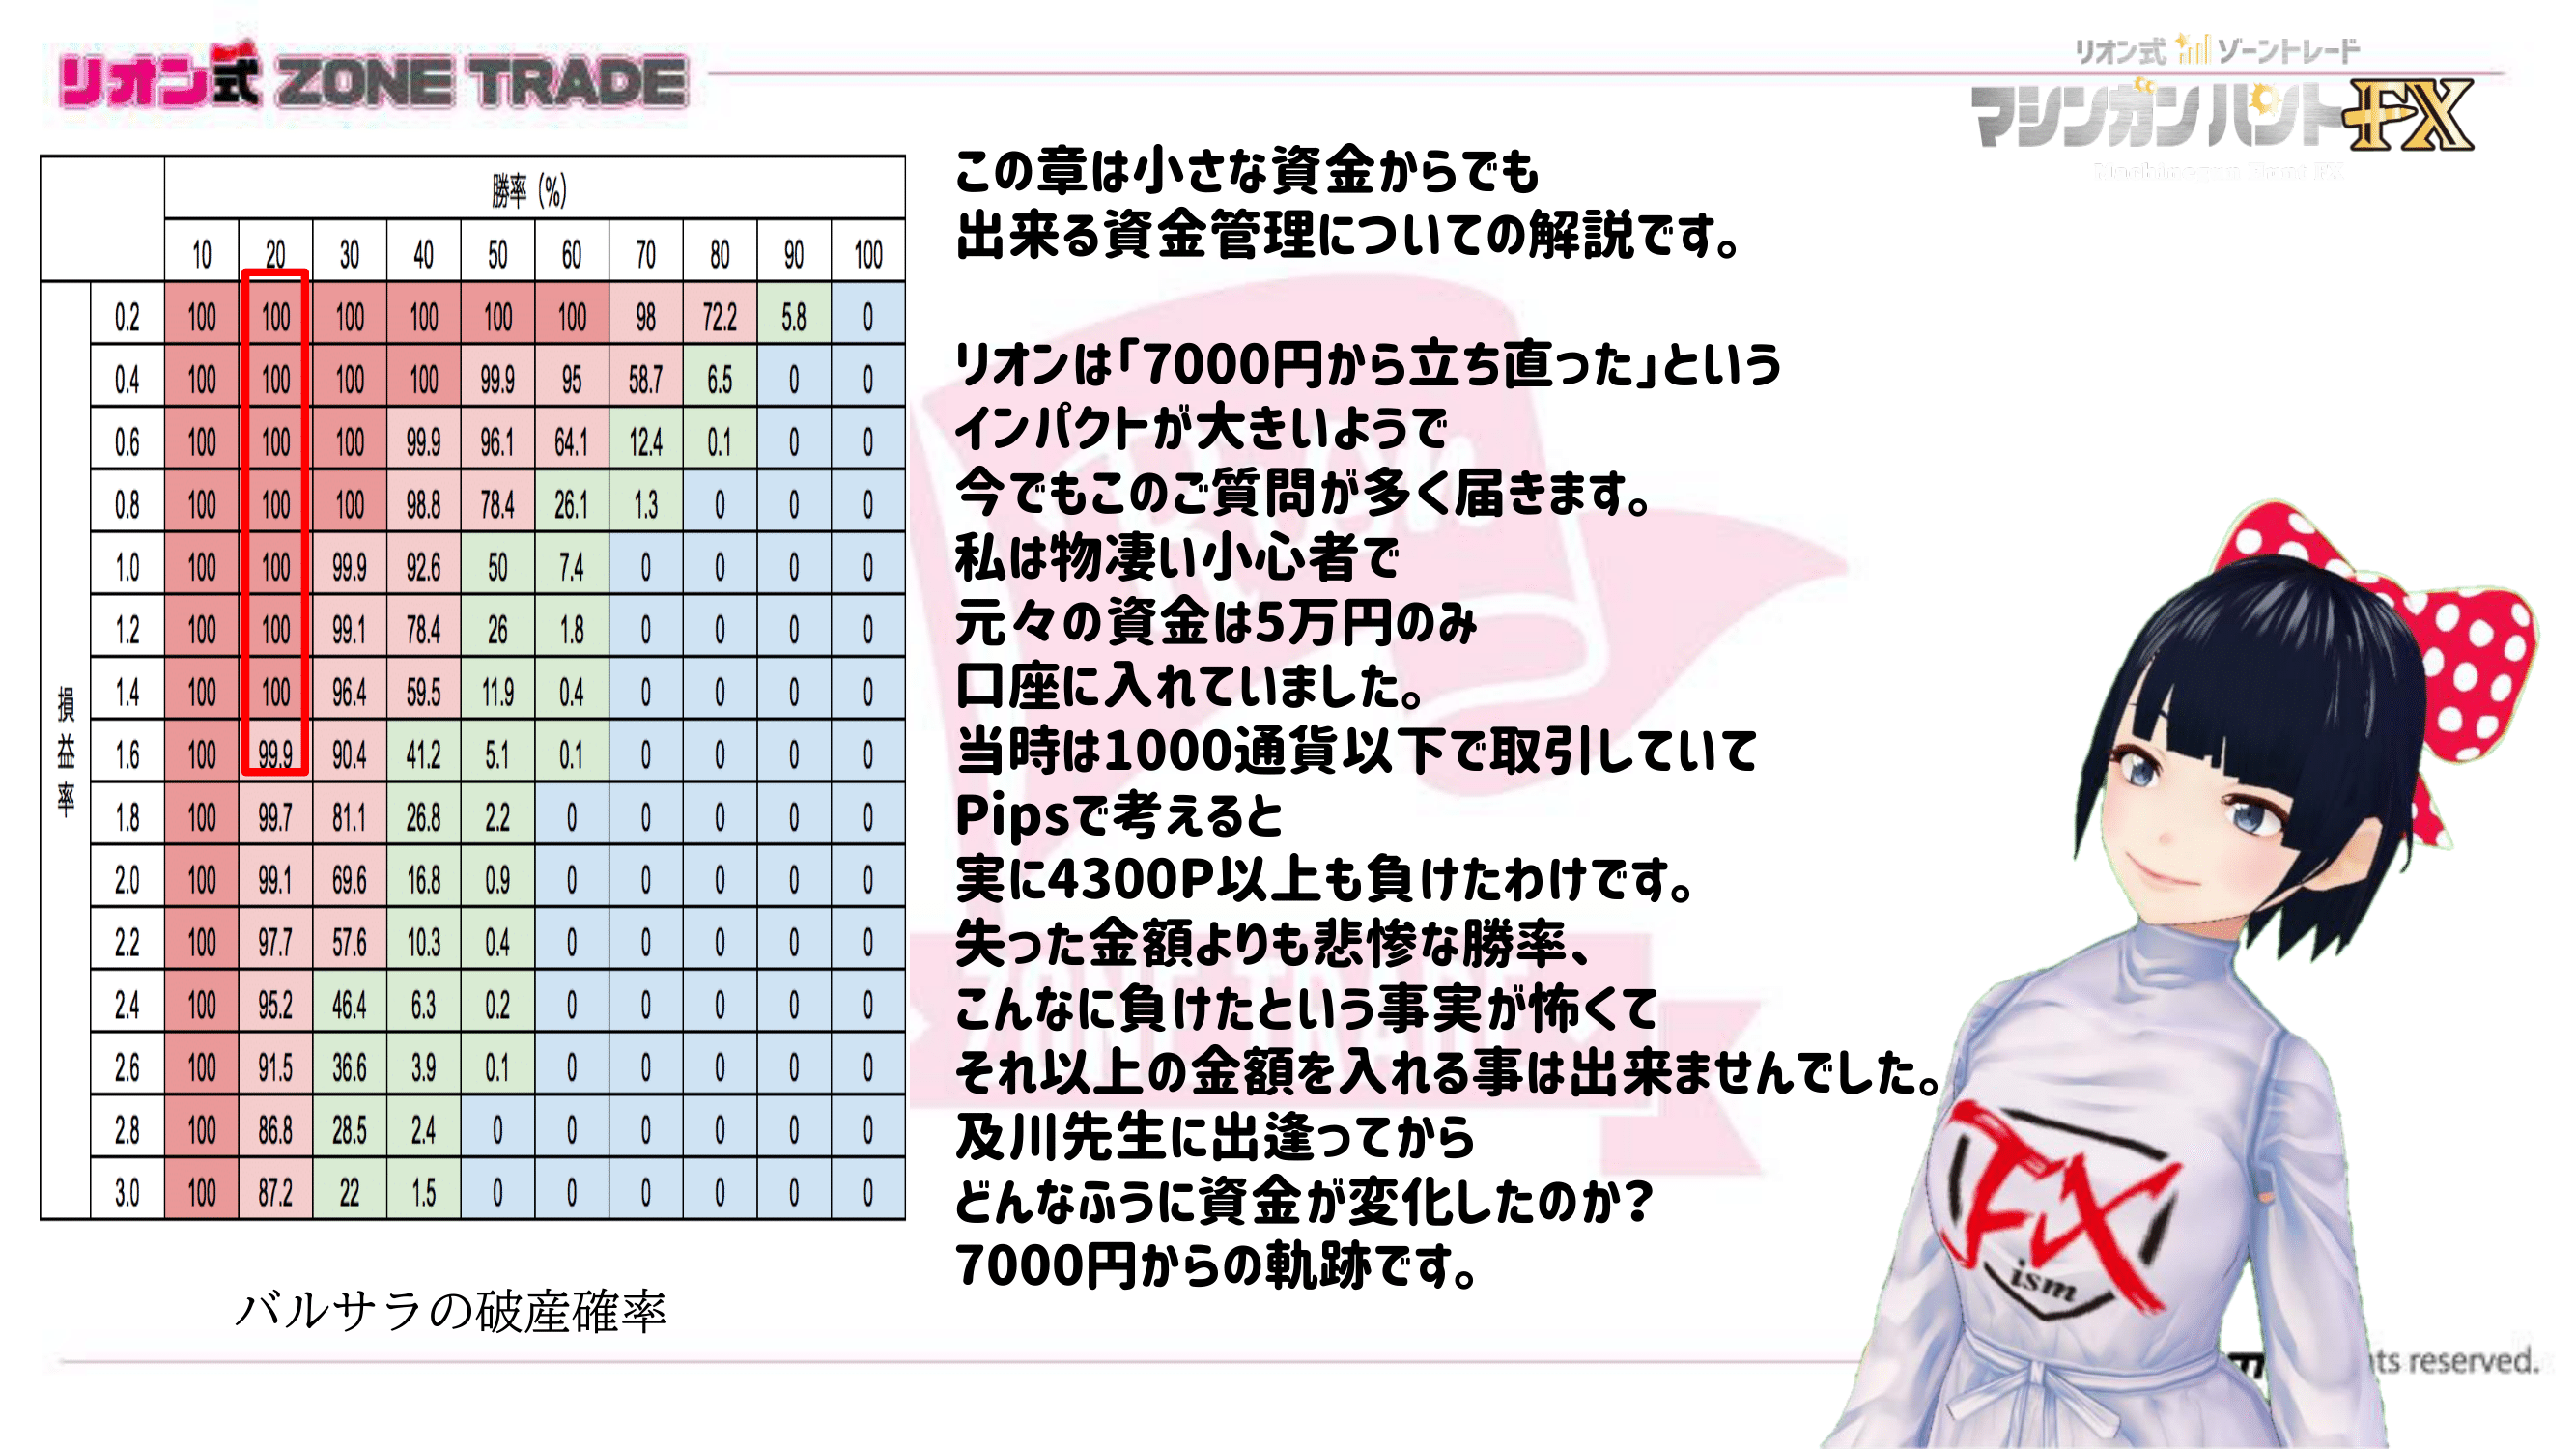 リオン式 ZONE TRADE
リオン式 ゾーントレード
マシンガンハントFX
Machinegun Hunt FX
勝率 (%)
10 20 30 40 50 60 70 80 90 100
損益率
0.2 100 100 100 100 100 100 98 72.2 5.8 0
0.4 100 100 100 100 99.9 95 58.7 6.5 0 0
0.6 100 100 100 99.9 96.1 64.1 12.4 0.1 0 0
0.8 100 100 100 98.8 78.4 26.1 1.3 0 0 0
1.0 100 100 99.9 92.6 50 7.4 0 0 0 0
1.2 100 100 99.1 78.4 26 1.8 0 0 0 0
1.4 100 100 96.4 59.5 11.9 0.4 0 0 0 0
1.6 100 99.9 90.4 41.2 5.1 0.1 0 0 0 0
1.8 100 99.7 81.1 26.8 2.2 0 0 0 0 0
2.0 100 99.1 69.6 16.8 0.9 0 0 0 0 0
2.2 100 97.7 57.6 10.3 0.4 0 0 0 0 0
2.4 100 95.2 46.4 6.3 0.2 0 0 0 0 0
2.6 100 91.5 36.6 3.9 0.1 0 0 0 0 0
2.8 100 86.8 28.5 2.4 0 0 0 0 0 0
3.0 100 87.2 22 1.5 0 0 0 0 0 0
バルサラの破産確率
この章は小さな資金からでも
出来る資金管理についての解説です。
リオンは「7000円から立ち直った」という
インパクトが大きいようで
今でもこのご質問が多く届きます。
私は物凄い小心者で
元々の資金は5万円のみ
口座に入れていました。
当時は1000通貨以下で取引していて
Pipsで考えると
実に4300P以上も負けたわけです。
失った金額よりも悲惨な勝率、
こんなに負けたという事実が怖くて
それ以上の金額を入れる事は出来ませんでした。
及川先生に出逢ってから
どんなふうに資金が変化したのか?
7000円からの軌跡です。
ZONE TRADE
FX
ism
reserved.